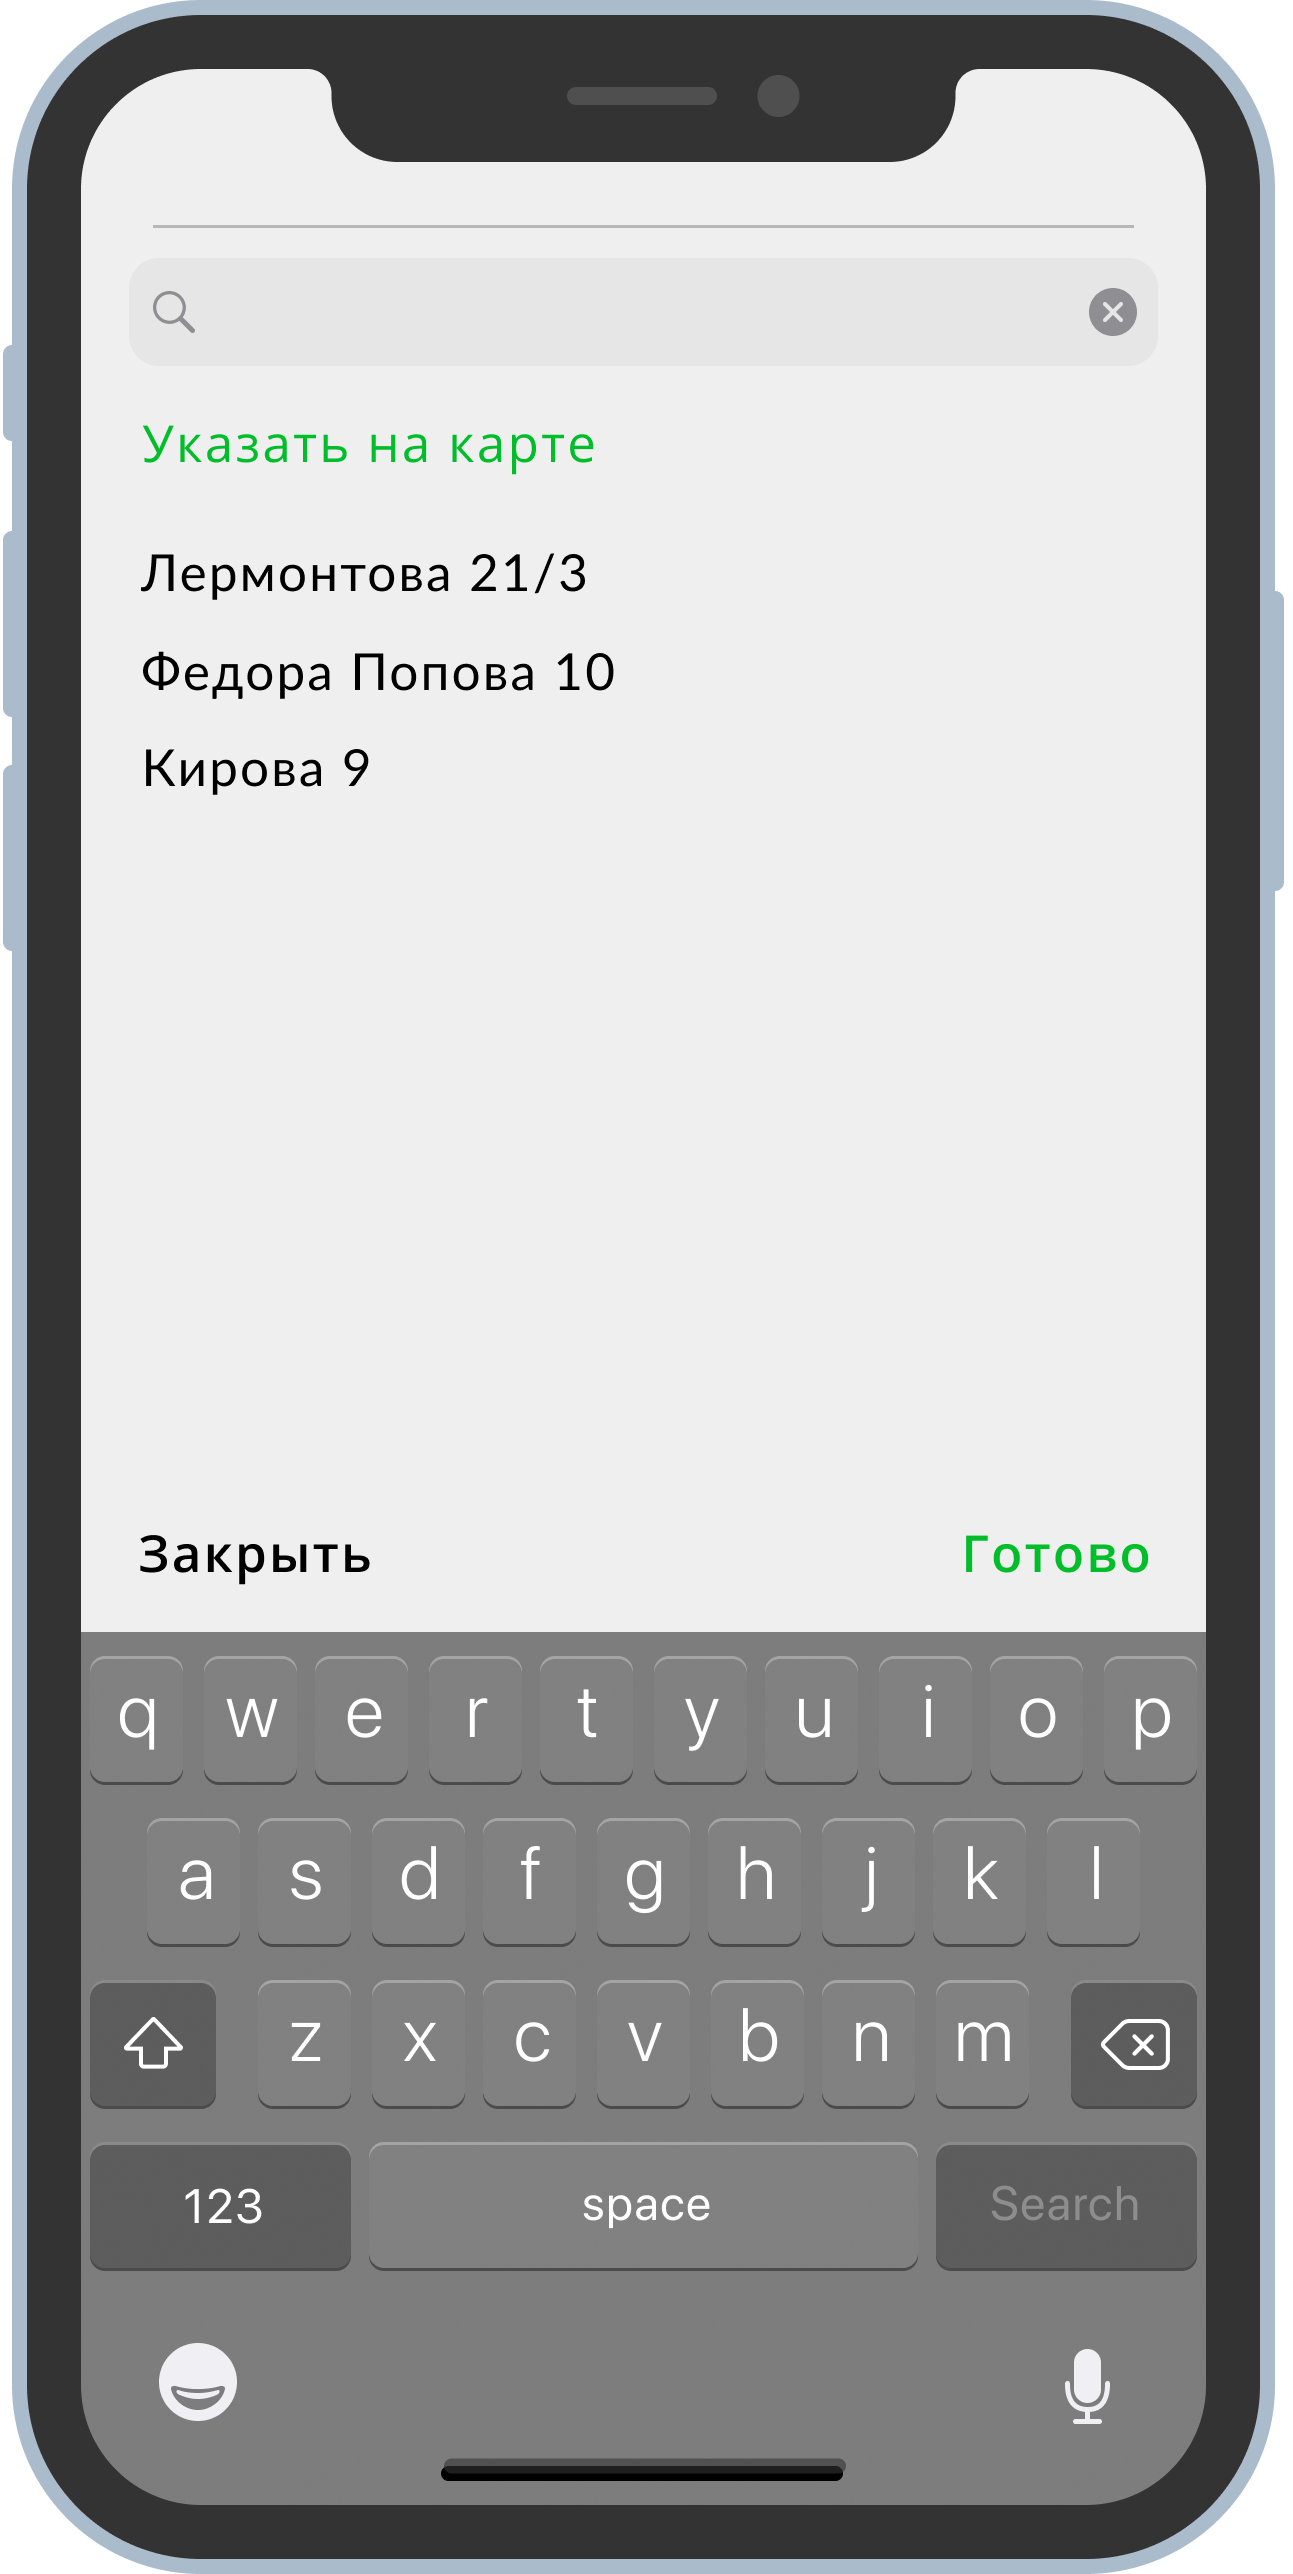 Указать на карте
Лермонтова 21/3
Федора Попова 10
Кирова 9
Закрыть Готово
q w e r t y u i o p
a s d f g h j k l
z x c v b n m
123 space Search